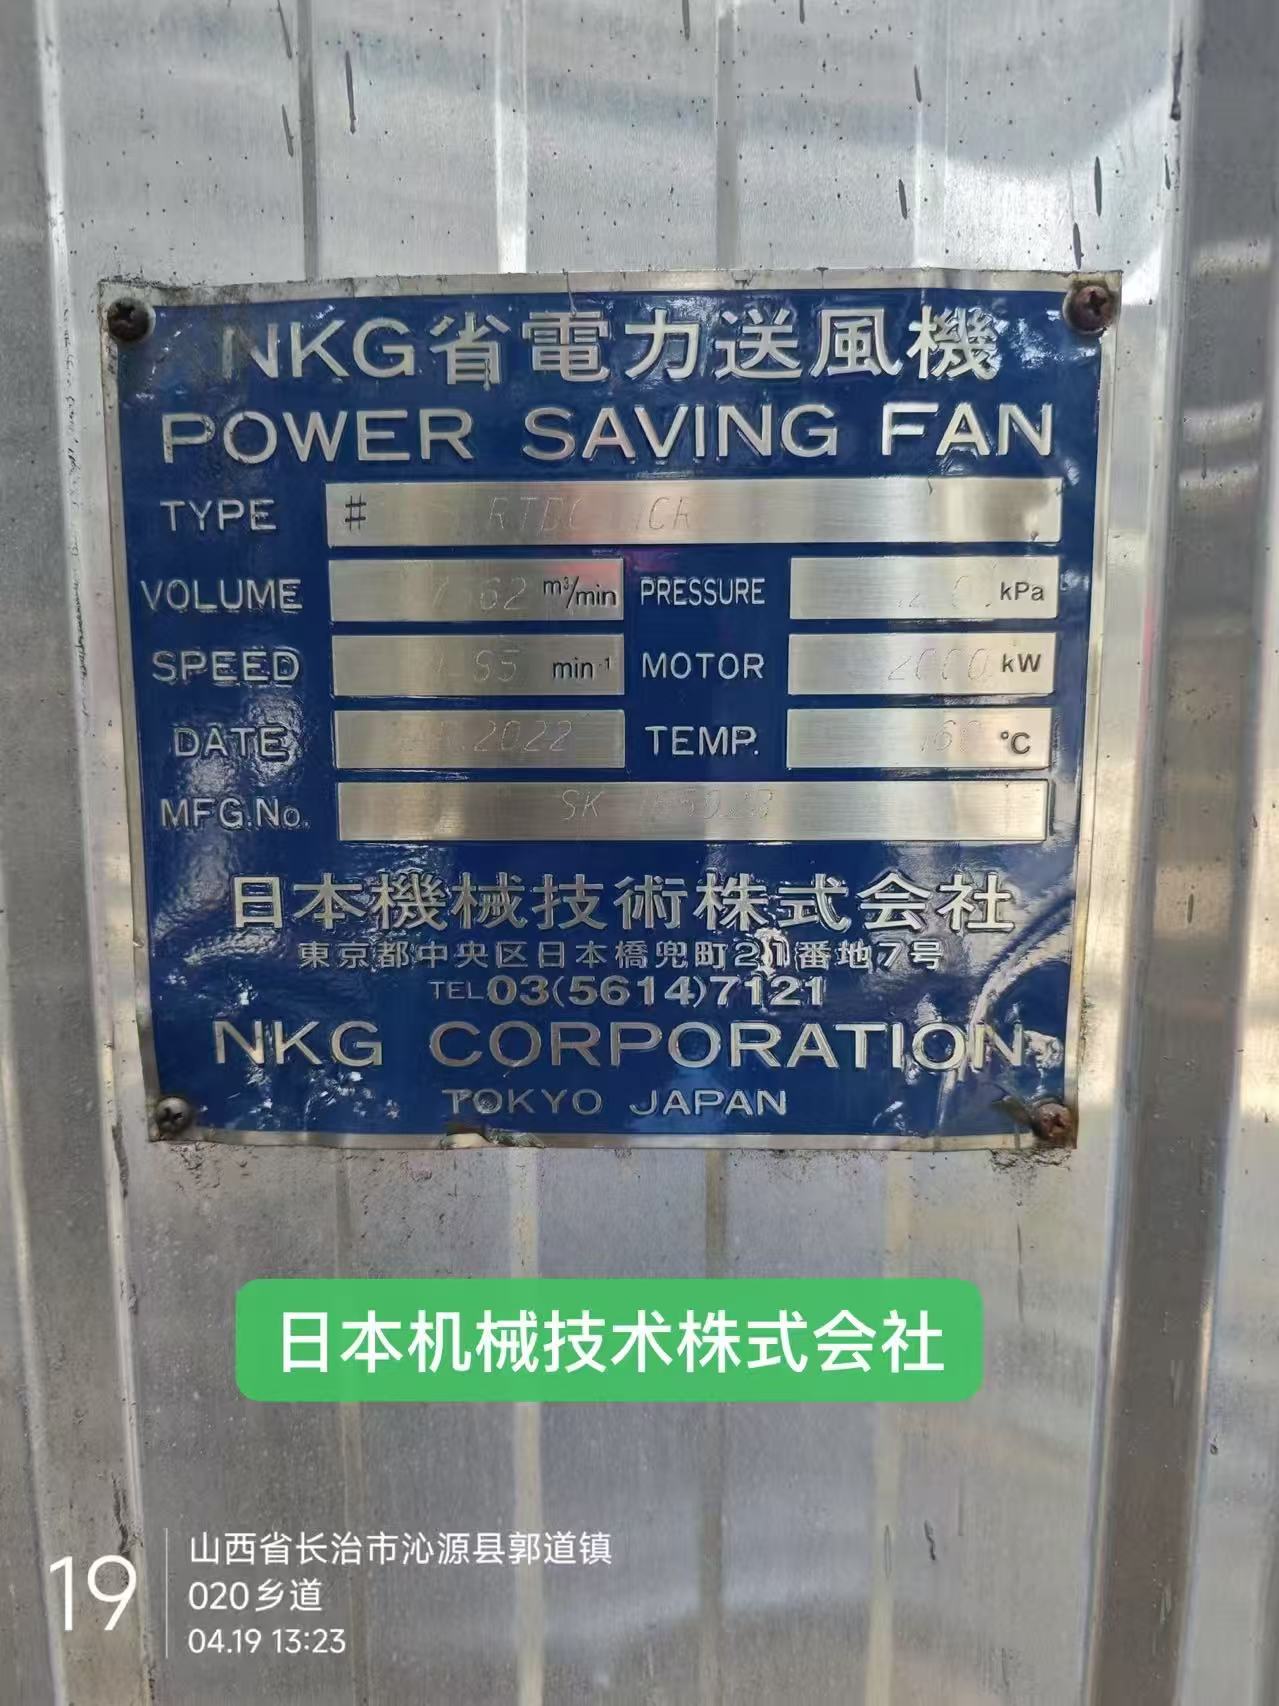 NKG省電力送風機
POWER SAVING FAN
TYPE #
VOLUME m³/min PRESSURE kPa
SPEED min⁻¹ MOTOR kW
DATE 2022 TEMP. °C
MFG.No. SK
日本機械技術株式会社
東京都中央区日本橋兜町21番地7号
TEL03(5614)7121
NKG CORPORATION
TOKYO JAPAN
日本机械技术株式会社
19
山西省长治市沁源县郭道镇
020乡道
04.19 13:23